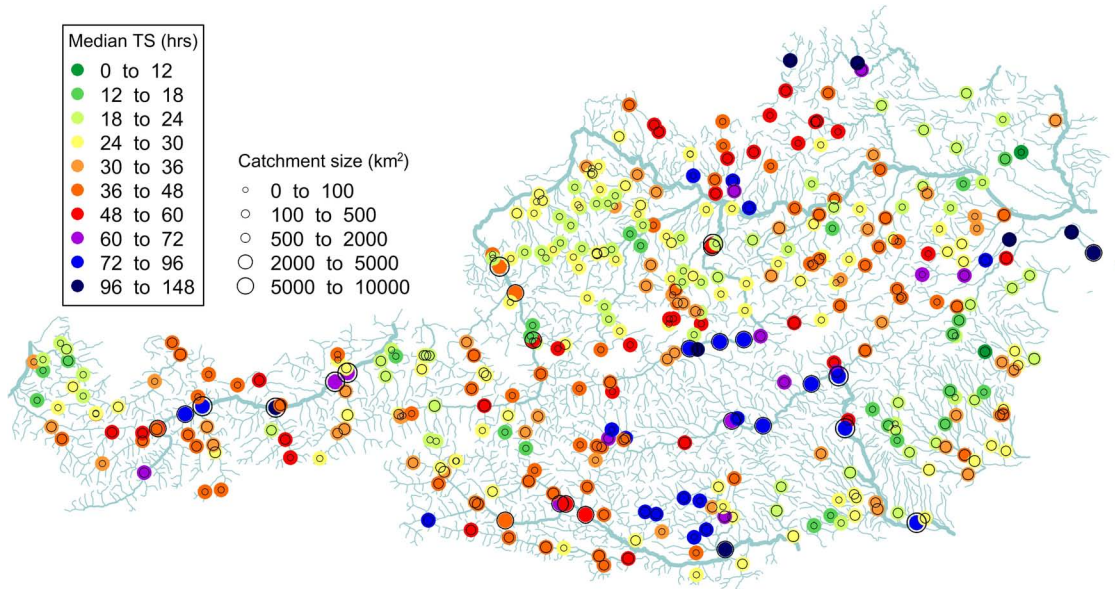 Median TS (hrs)
0 to 12
12 to 18
18 to 24
24 to 30
30 to 36
36 to 48
48 to 60
60 to 72
72 to 96
96 to 148
Catchment size (km²)
0 to 100
100 to 500
500 to 2000
2000 to 5000
5000 to 10000